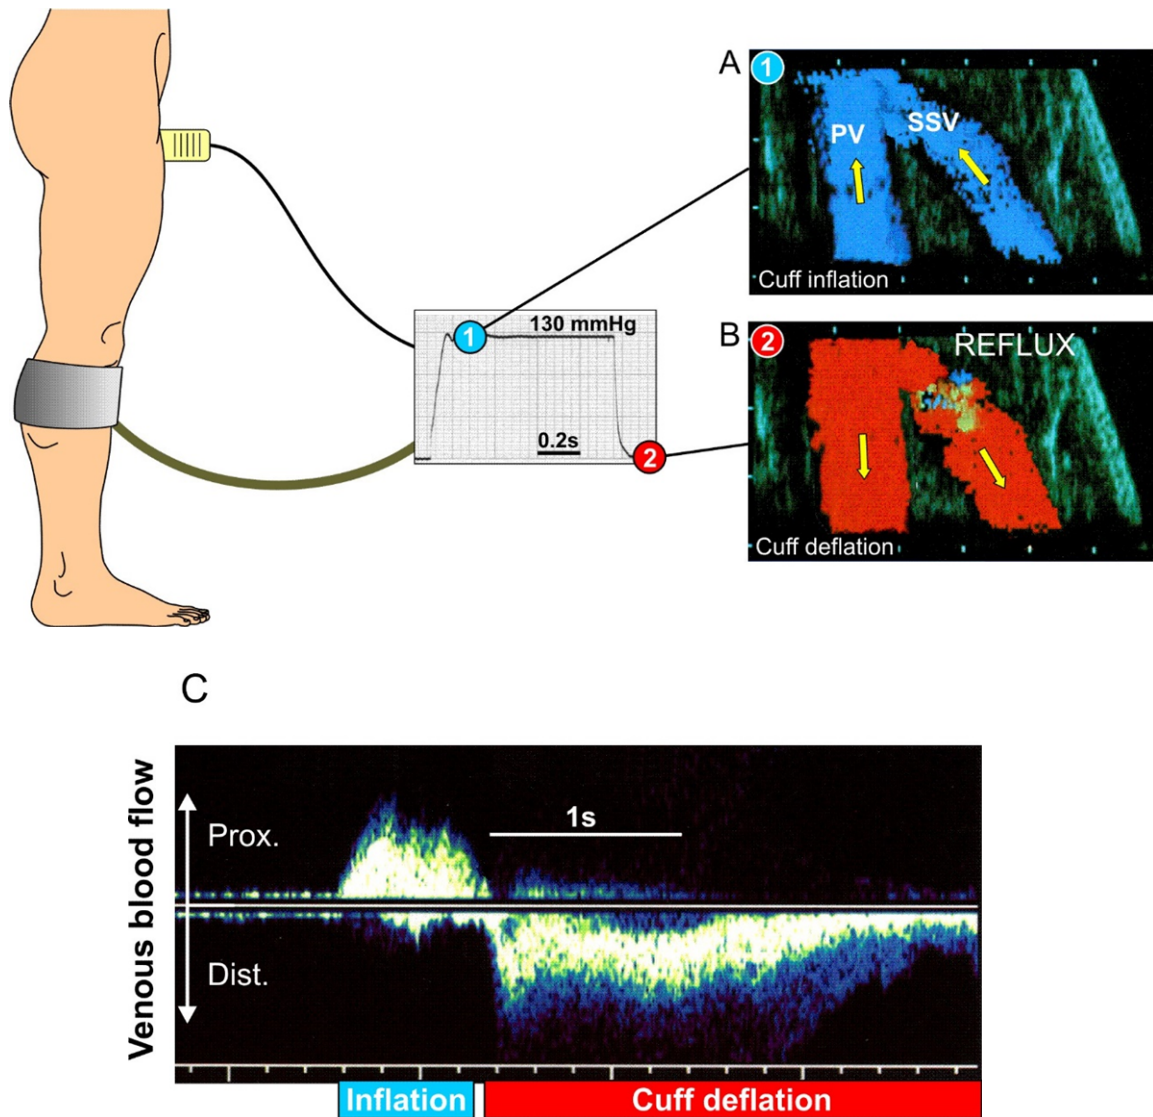 A
1
PV
SSV
Cuff inflation
1
130 mmHg
0.2s
2
B
2
REFLUX
Cuff deflation
C
Venous blood flow
Prox.
1s
Dist.
Inflation
Cuff deflation